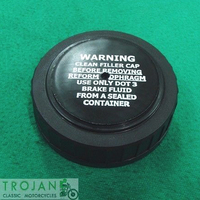 WARNING
CLEAN FILLER CAP
BEFORE REMOVING
REFORM DIAPHRAGM
USE ONLY DOT 3
BRAKE FLUID
FROM A SEALED
CONTAINER
TROJAN
CLASSIC MOTORCYCLES